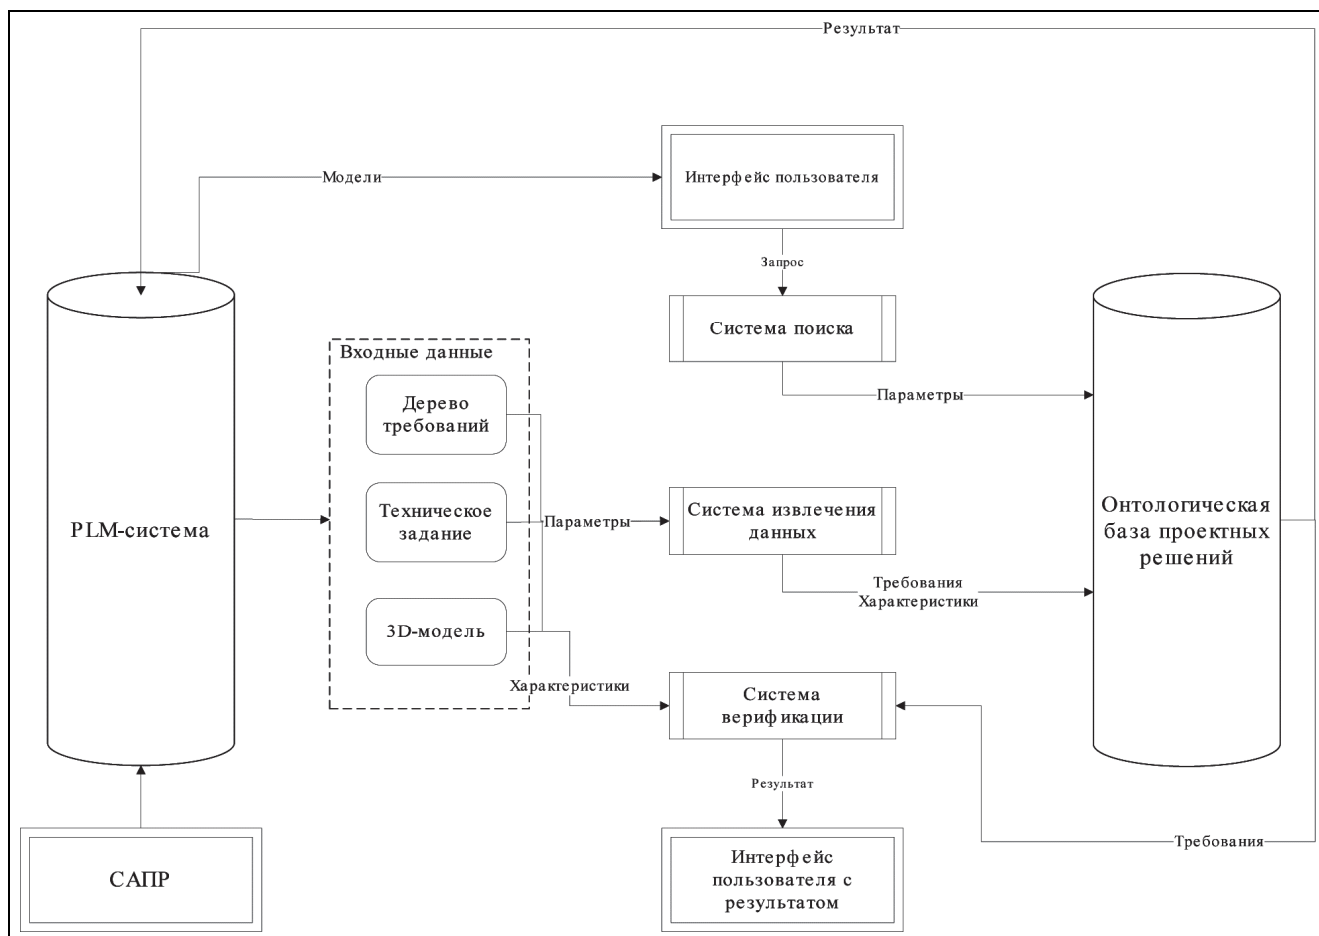 Результат
Модели
Интерфейс пользователя
Запрос
Система поиска
Входные данные
Дерево
требований
Параметры
Техническое
задание
Параметры
Система извлечения
данных
PLM-система
Онтологическая
база проектных
решений
Требования
Характеристики
3D-модель
Характеристики
Система
верификации
Результат
Требования
САПР
Интерфейс
пользователя с
результатом